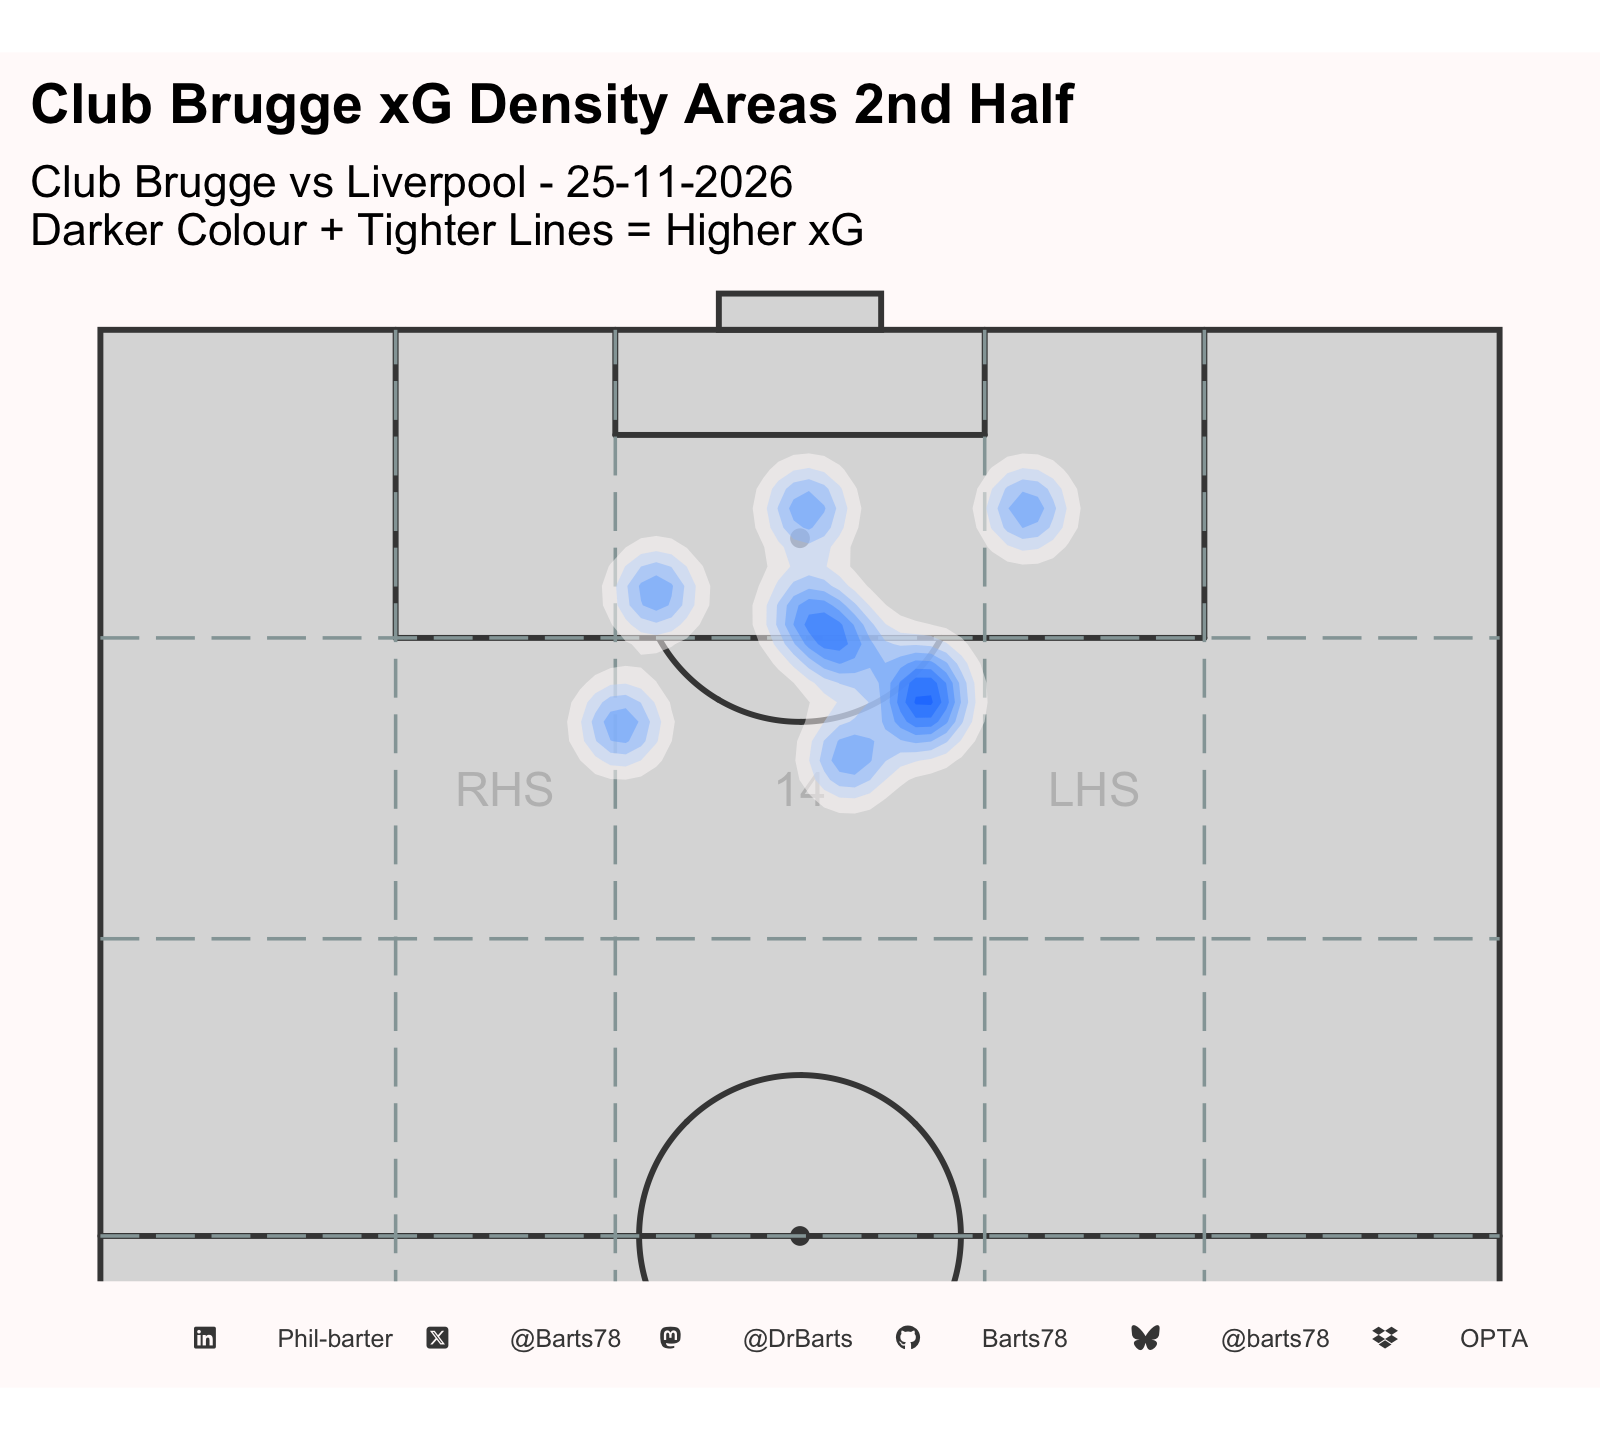 Club Brugge xG Density Areas 2nd Half
Club Brugge vs Liverpool - 25-11-2026
Darker Colour + Tighter Lines = Higher xG
RHS 14 LHS
Phil-barter @Barts78 @DrBarts Barts78 @barts78 OPTA